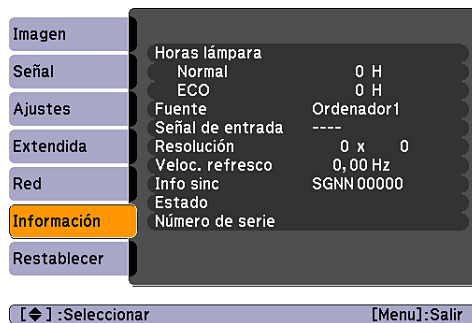 Imagen
Señal
Ajustes
Extendida
Red
Información
Restablecer
Horas lámpara
Normal 0 H
ECO 0 H
Fuente Ordenador1
Señal de entrada ----
Resolución 0 x 0
Veloc. refresco 0,00 Hz
Info sinc SGNN 00000
Estado
Número de serie
[◆] :Seleccionar [Menu]:Salir